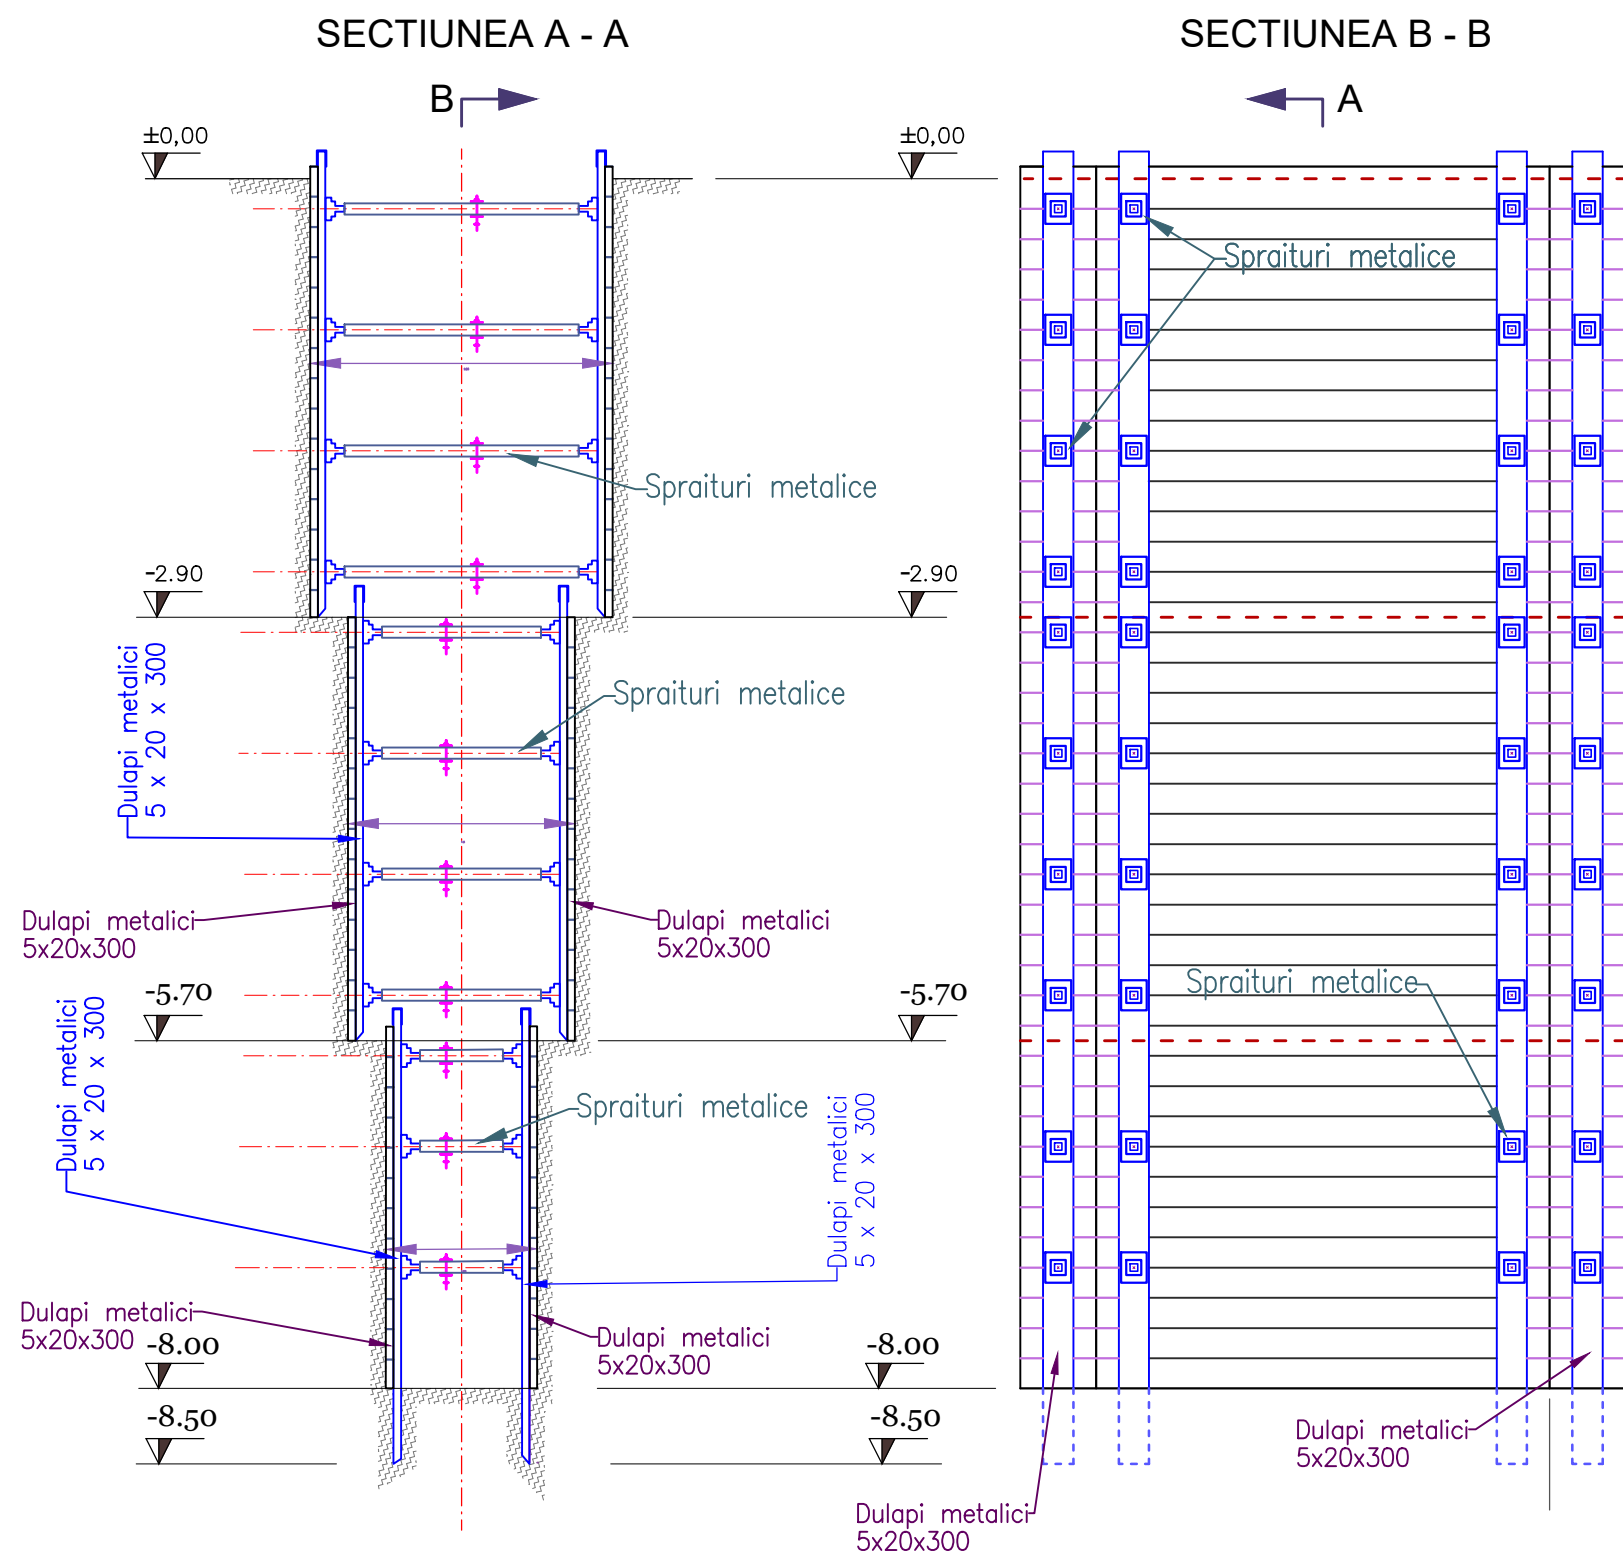 SECTIUNEA A - A
SECTIUNEA B - B
B
A
±0,00
±0,00
Spraituri metalice
Spraituri metalice
-2.90
-2.90
Dulapi metalici
5 x 20 x 300
Spraituri metalice
Dulapi metalici
5x20x300
Dulapi metalici
5x20x300
Spraituri metalice
-5.70
-5.70
Dulapi metalici
5 x 20 x 300
Spraituri metalice
Dulapi metalici
5 x 20 x 300
Dulapi metalici
5x20x300
Dulapi metalici
5x20x300
-8.00
-8.00
-8.50
-8.50
Dulapi metalici
5x20x300
Dulapi metalici
5x20x300